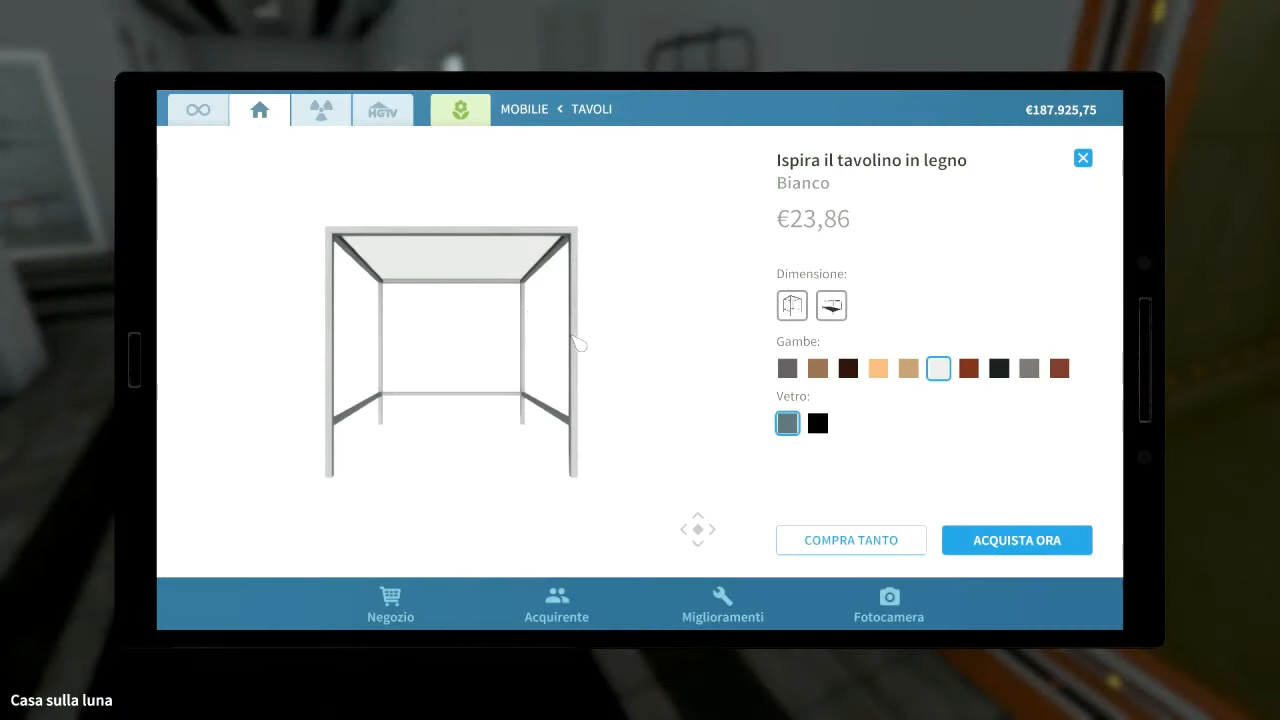 HGTV
MOBILIE < TAVOLI
€187.925,75
Ispira il tavolino in legno
Bianco
€23,86
Dimensione:
Gambe:
Vetro:
COMPRA TANTO
ACQUISTA ORA
Negozio
Acquirente
Miglioramenti
Fotocamera
Casa sulla luna